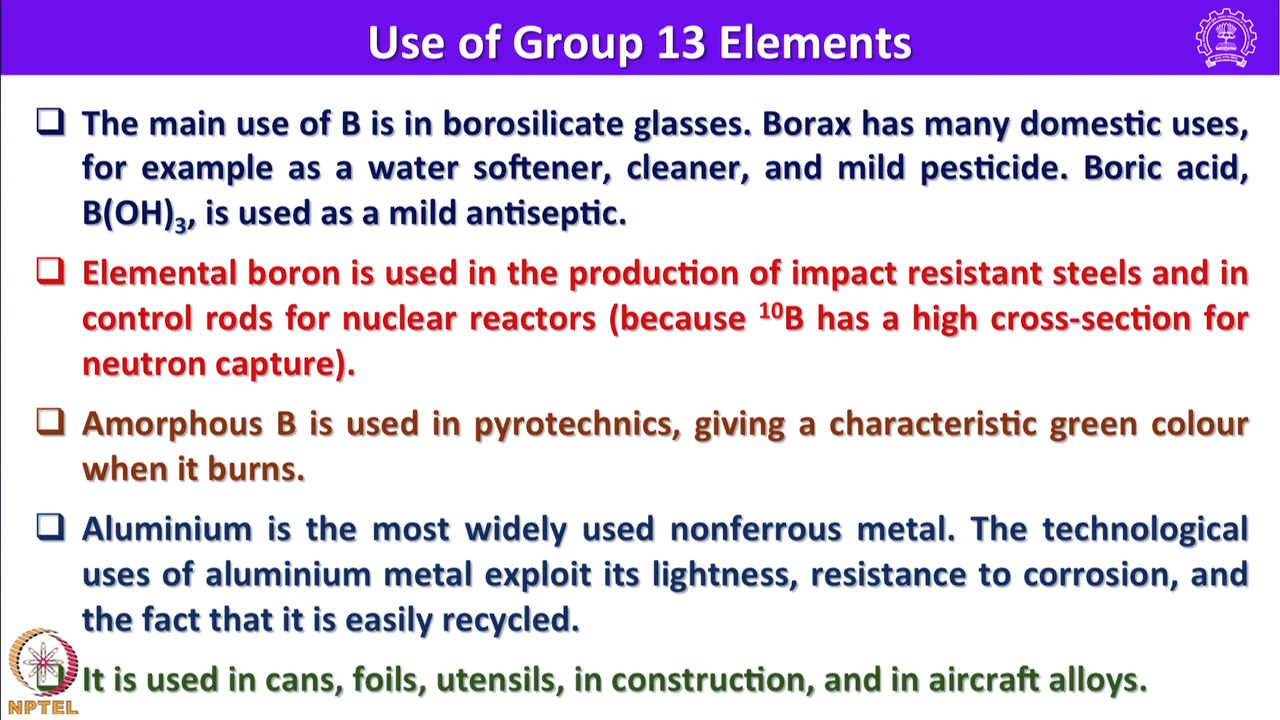 Use of Group 13 Elements
The main use of B is in borosilicate glasses. Borax has many domestic uses,
for example as a water softener, cleaner, and mild pesticide. Boric acid,
B(OH)₃, is used as a mild antiseptic.
Elemental boron is used in the production of impact resistant steels and in
control rods for nuclear reactors (because ¹⁰B has a high cross-section for
neutron capture).
Amorphous B is used in pyrotechnics, giving a characteristic green colour
when it burns.
Aluminium is the most widely used nonferrous metal. The technological
uses of aluminium metal exploit its lightness, resistance to corrosion, and
the fact that it is easily recycled.
It is used in cans, foils, utensils, in construction, and in aircraft alloys.
NPTEL